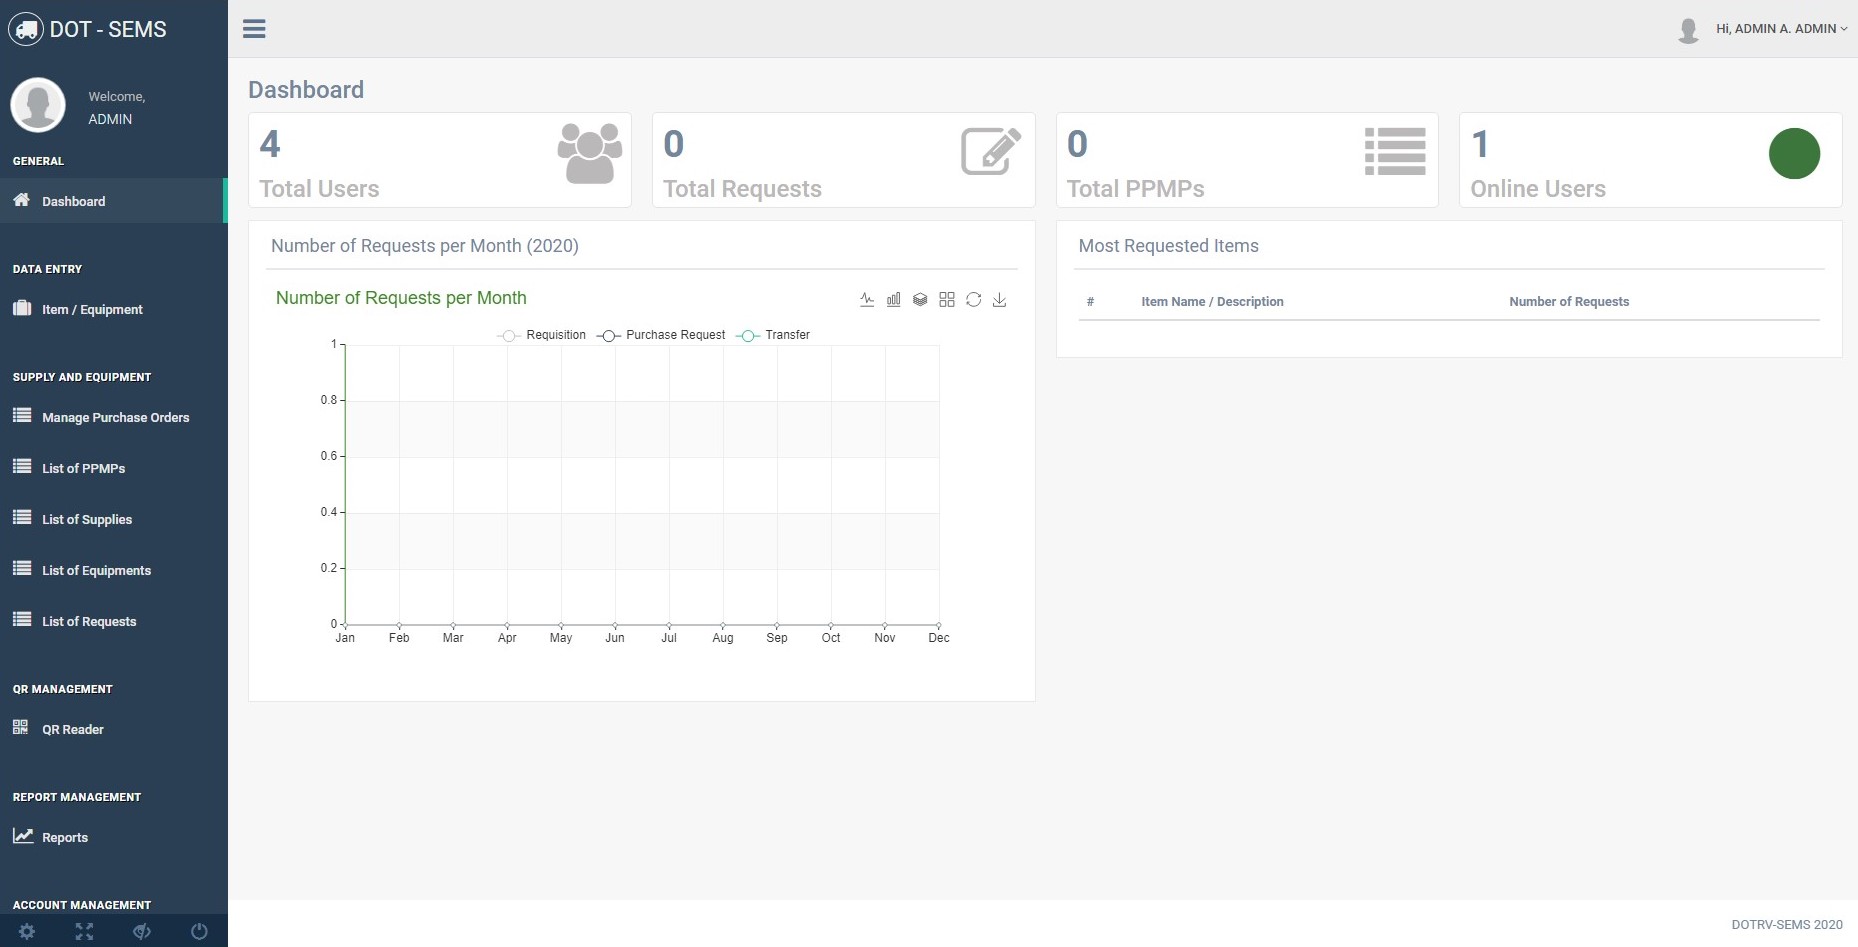 DOT - SEMS
Hi, ADMIN A. ADMIN
Welcome,
ADMIN
GENERAL
Dashboard
DATA ENTRY
Item / Equipment
SUPPLY AND EQUIPMENT
Manage Purchase Orders
List of PPMPs
List of Supplies
List of Equipments
List of Requests
QR MANAGEMENT
QR Reader
REPORT MANAGEMENT
Reports
ACCOUNT MANAGEMENT
Dashboard
4
Total Users
0
Total Requests
0
Total PPMPs
1
Online Users
Number of Requests per Month (2020)
Number of Requests per Month
Requisition Purchase Request Transfer
1
0.8
0.6
0.4
0.2
0
Jan Feb Mar Apr May Jun Jul Aug Sep Oct Nov Dec
Most Requested Items
# Item Name / Description Number of Requests
DOTRV-SEMS 2020